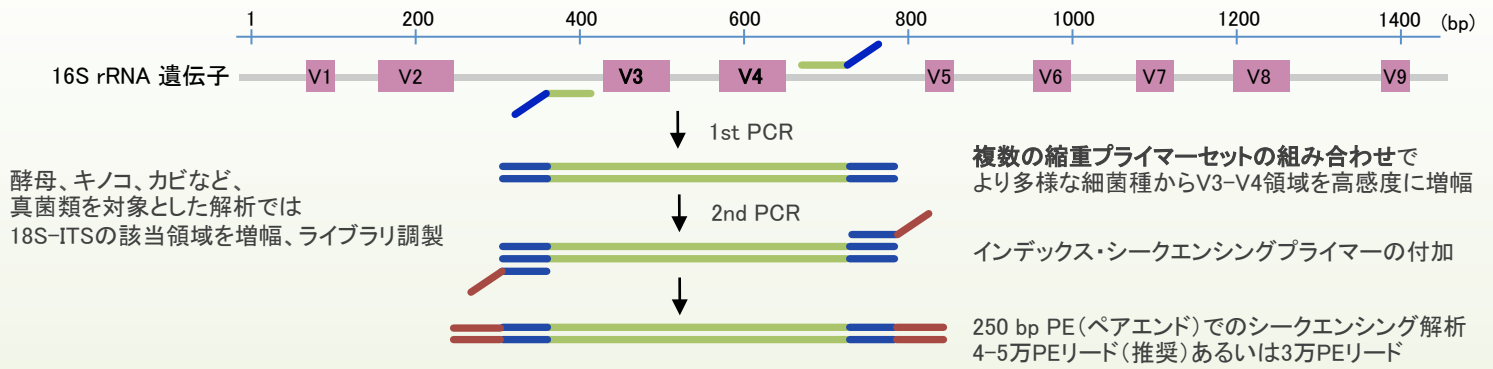 1 200 400 600 800 1000 1200 1400 (bp)
16S rRNA 遺伝子 V1 V2 V3 V4 V5 V6 V7 V8 V9
1st PCR
複数の縮重プライマーセットの組み合わせで
より多様な細菌種からV3-V4領域を高感度に増幅
酵母、キノコ、カビなど、
真菌類を対象とした解析では
18S-ITSの該当領域を増幅、ライブラリ調製
2nd PCR
インデックス・シークエンシングプライマーの付加
250 bp PE(ペアエンド)でのシークエンシング解析
4-5万PEリード(推奨)あるいは3万PEリード